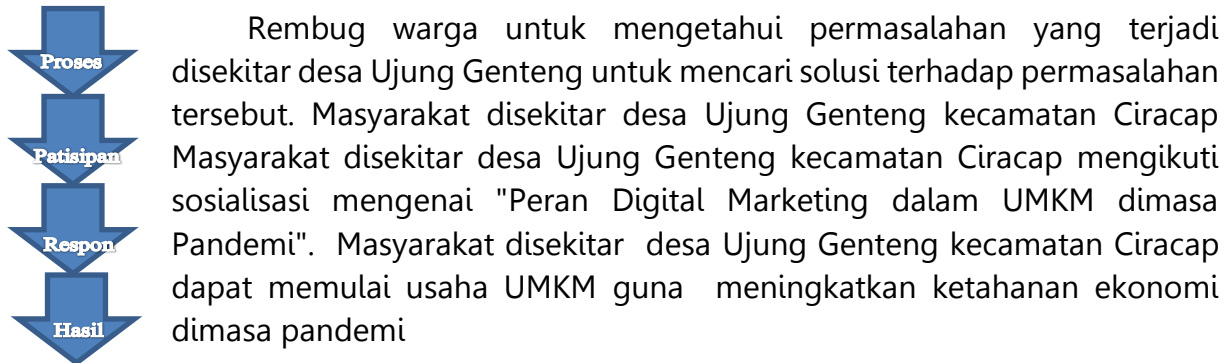 Proses
Patisipan
Respon
Hasil
Rembug warga untuk mengetahui permasalahan yang terjadi
disekitar desa Ujung Genteng untuk mencari solusi terhadap permasalahan
tersebut. Masyarakat disekitar desa Ujung Genteng kecamatan Ciracap
Masyarakat disekitar desa Ujung Genteng kecamatan Ciracap mengikuti
sosialisasi mengenai "Peran Digital Marketing dalam UMKM dimasa
Pandemi". Masyarakat disekitar desa Ujung Genteng kecamatan Ciracap
dapat memulai usaha UMKM guna meningkatkan ketahanan ekonomi
dimasa pandemi